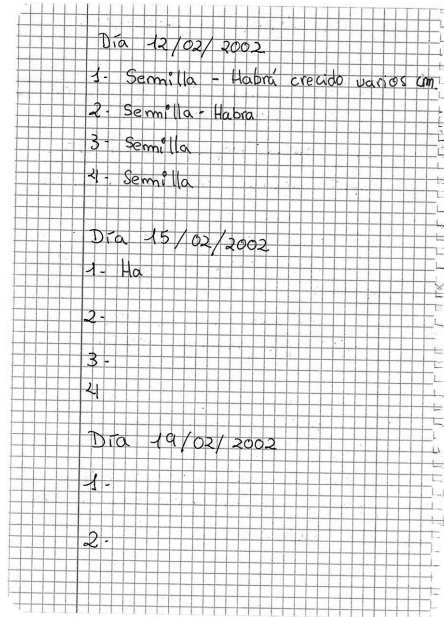 Día 12/02/2002
1- Semilla - Habrá crecido varios cm.
2- Semilla - Habra
3- Semilla
4- Semilla
Día 15/02/2002
1- Ha
2-
3-
4
Día 19/02/2002
1-
2-